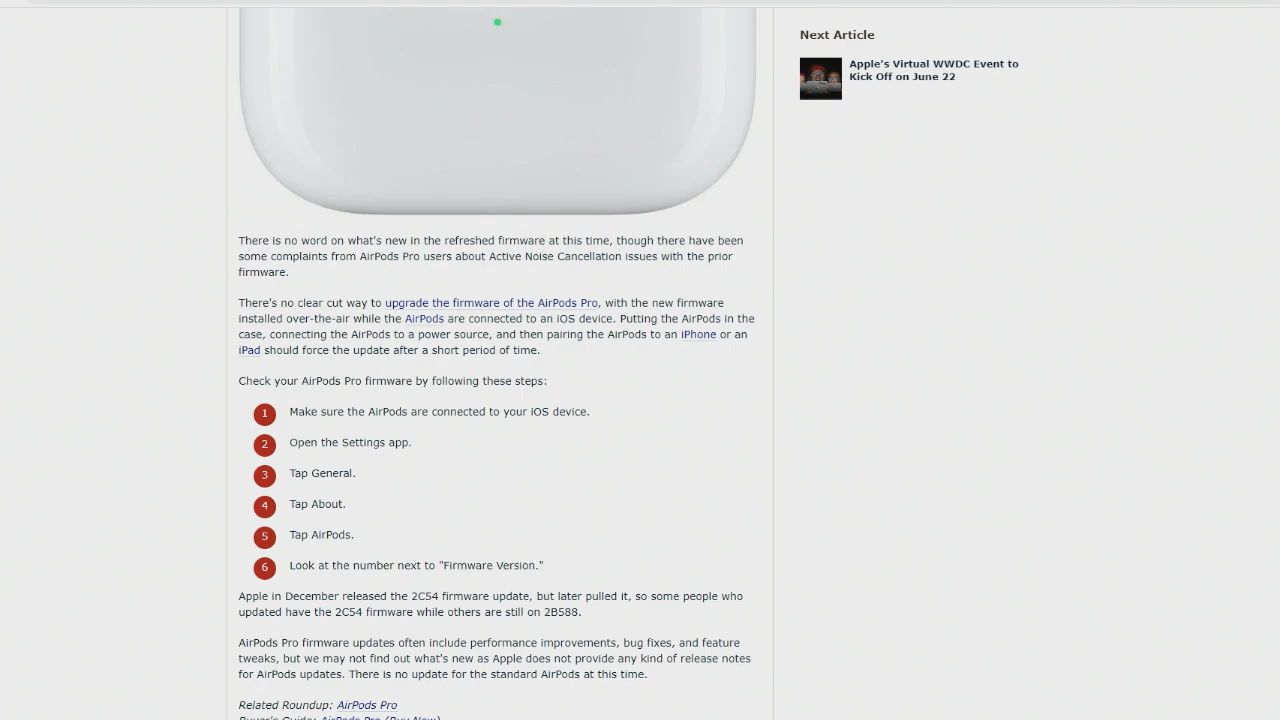 Next Article
Apple's Virtual WWDC Event to
Kick Off on June 22
There is no word on what's new in the refreshed firmware at this time, though there have been
some complaints from AirPods Pro users about Active Noise Cancellation issues with the prior
firmware.
There's no clear cut way to upgrade the firmware of the AirPods Pro, with the new firmware
installed over-the-air while the AirPods are connected to an iOS device. Putting the AirPods in the
case, connecting the AirPods to a power source, and then pairing the AirPods to an iPhone or an
iPad should force the update after a short period of time.
Check your AirPods Pro firmware by following these steps:
1 Make sure the AirPods are connected to your iOS device.
2 Open the Settings app.
3 Tap General.
4 Tap About.
5 Tap AirPods.
6 Look at the number next to "Firmware Version."
Apple in December released the 2C54 firmware update, but later pulled it, so some people who
updated have the 2C54 firmware while others are still on 2B588.
AirPods Pro firmware updates often include performance improvements, bug fixes, and feature
tweaks, but we may not find out what's new as Apple does not provide any kind of release notes
for AirPods updates. There is no update for the standard AirPods at this time.
Related Roundup: AirPods Pro
Buyer's Guide: AirPods Pro (Buy Now)